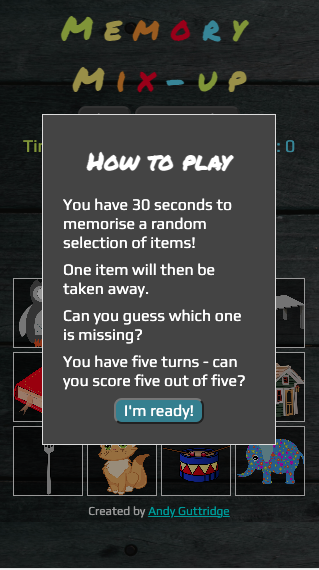 Memory
Mix-up
: 0
How to play
You have 30 seconds to
memorise a random
selection of items!
One item will then be
taken away.
Can you guess which one
is missing?
You have five turns - can
you score five out of five?
I'm ready!
Created by Andy Guttridge